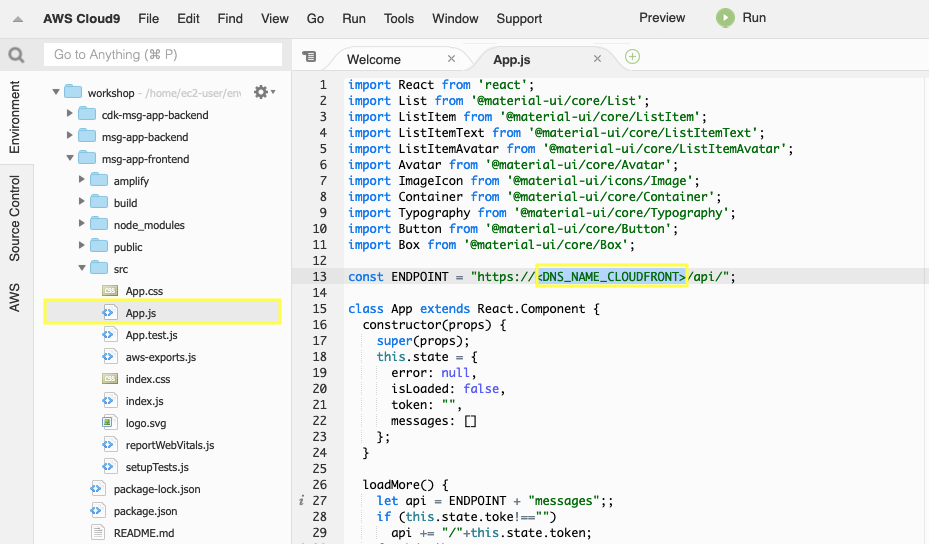 AWS Cloud9 File Edit Find View Go Run Tools Window Support Preview Run
Go to Anything (⌘ P)
Environment
Source Control
AWS
workshop - /home/ec2-user/env
cdk-msg-app-backend
msg-app-backend
msg-app-frontend
amplify
build
node_modules
public
src
App.css
App.js
App.test.js
aws-exports.js
index.css
index.js
logo.svg
reportWebVitals.js
setupTests.js
package-lock.json
package.json
README.md
Welcome × App.js ×
1 import React from 'react';
2 import List from '@material-ui/core/List';
3 import ListItem from '@material-ui/core/ListItem';
4 import ListItemText from '@material-ui/core/ListItemText';
5 import ListItemAvatar from '@material-ui/core/ListItemAvatar';
6 import Avatar from '@material-ui/core/Avatar';
7 import ImageIcon from '@material-ui/icons/Image';
8 import Container from '@material-ui/core/Container';
9 import Typography from '@material-ui/core/Typography';
10 import Button from '@material-ui/core/Button';
11 import Box from '@material-ui/core/Box';
12
13 const ENDPOINT = "https://<DNS_NAME_CLOUDFRONT>/api/";
14
15 class App extends React.Component {
16 constructor(props) {
17 super(props);
18 this.state = {
19 error: null,
20 isLoaded: false,
21 token: "",
22 messages: []
23 };
24 }
25
26 loadMore() {
27 let api = ENDPOINT + "messages";;
28 if (this.state.toke!=="")
29 api += "/"+this.state.token;